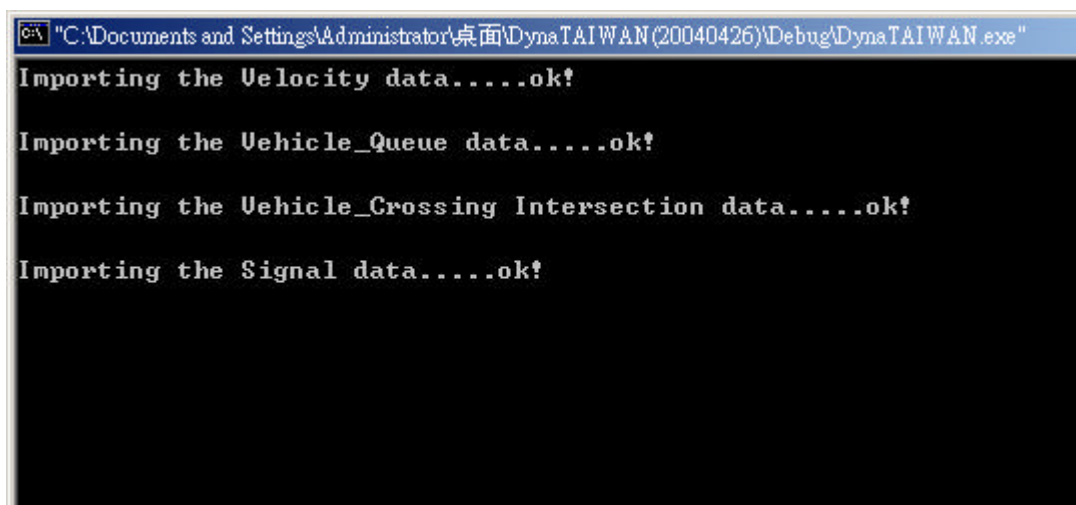 "C:\Documents and Settings\Administrator\桌面\DynaTAIWAN(20040426)\Debug\DynaTAIWAN.exe"
Importing the Velocity data.....ok!
Importing the Vehicle_Queue data.....ok!
Importing the Vehicle_Crossing Intersection data.....ok!
Importing the Signal data.....ok!